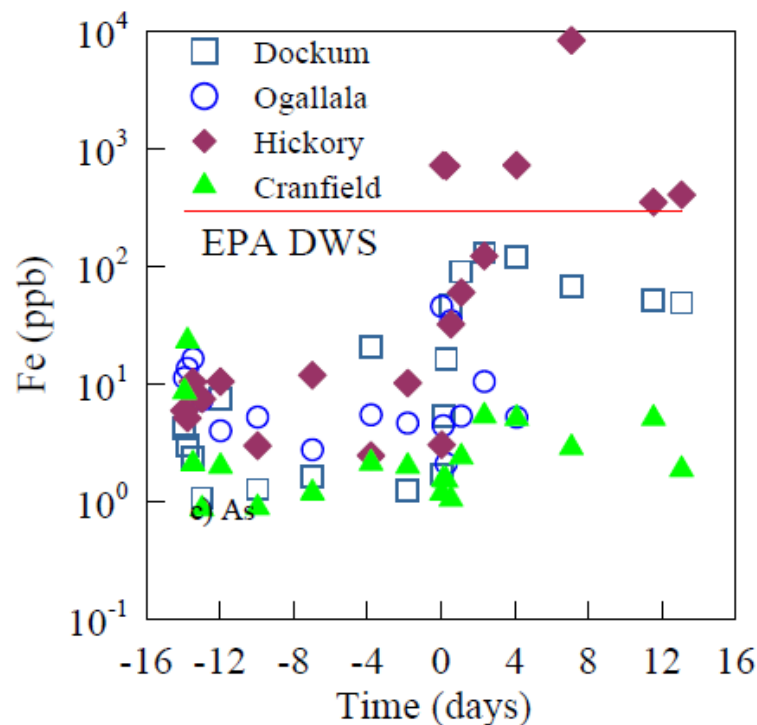 10^4
Dockum
Ogallala
10^3
Hickory
Cranfield
EPA DWS
10^2
Fe (ppb)
10^1
10^0
c) As
10^-1
-16 -12 -8 -4 0 4 8 12 16
Time (days)